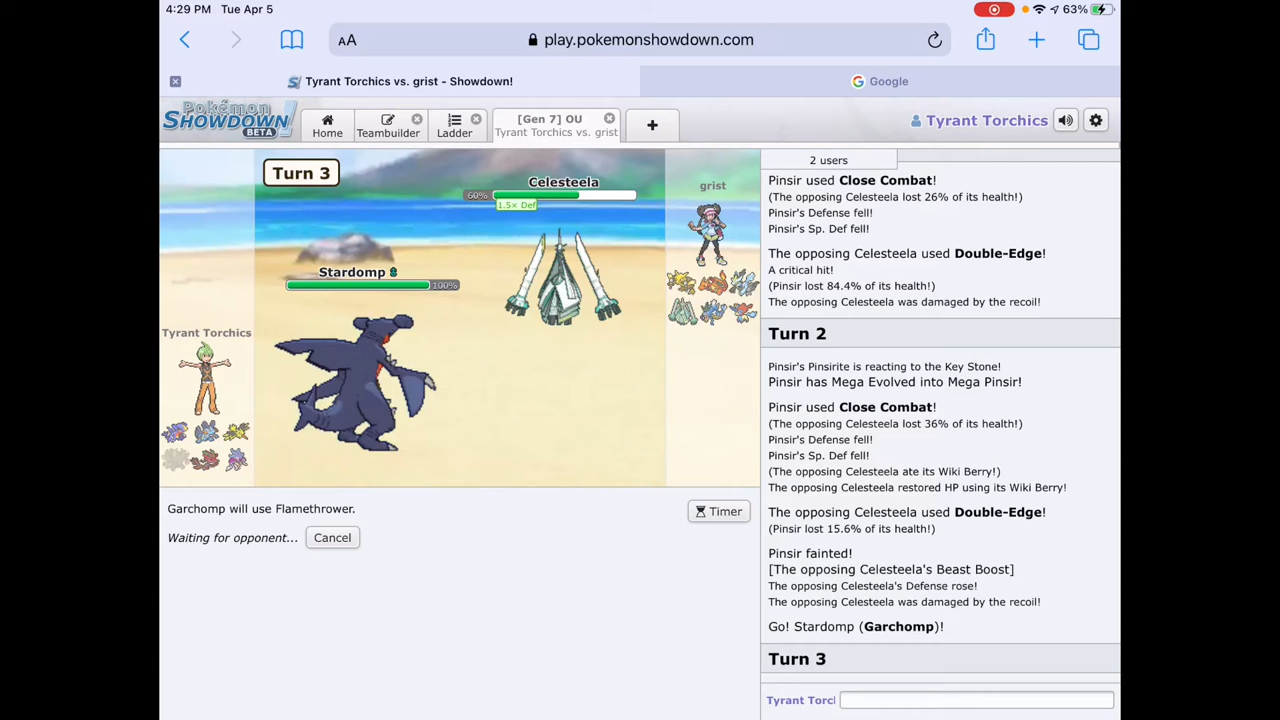 4:29 PM Tue Apr 5
63%
AA
play.pokemonshowdown.com
Tyrant Torchics vs. grist - Showdown!
Google
Pokémon
SHOWDOWN!
BETA
Home
Teambuilder
Ladder
[Gen 7] OU
Tyrant Torchics vs. grist
Tyrant Torchics
Turn 3
Celesteela
60%
1.5× Def
grist
Stardomp
100%
Tyrant Torchics
2 users
Pinsir used Close Combat!
(The opposing Celesteela lost 26% of its health!)
Pinsir's Defense fell!
Pinsir's Sp. Def fell!
The opposing Celesteela used Double-Edge!
A critical hit!
(Pinsir lost 84.4% of its health!)
The opposing Celesteela was damaged by the recoil!
Turn 2
Pinsir's Pinsirite is reacting to the Key Stone!
Pinsir has Mega Evolved into Mega Pinsir!
Pinsir used Close Combat!
(The opposing Celesteela lost 36% of its health!)
Pinsir's Defense fell!
Pinsir's Sp. Def fell!
(The opposing Celesteela ate its Wiki Berry!)
The opposing Celesteela restored HP using its Wiki Berry!
The opposing Celesteela used Double-Edge!
(Pinsir lost 15.6% of its health!)
Pinsir fainted!
[The opposing Celesteela's Beast Boost]
The opposing Celesteela's Defense rose!
The opposing Celesteela was damaged by the recoil!
Go! Stardomp (Garchomp)!
Turn 3
Garchomp will use Flamethrower.
Timer
Waiting for opponent...
Cancel
Tyrant Torc